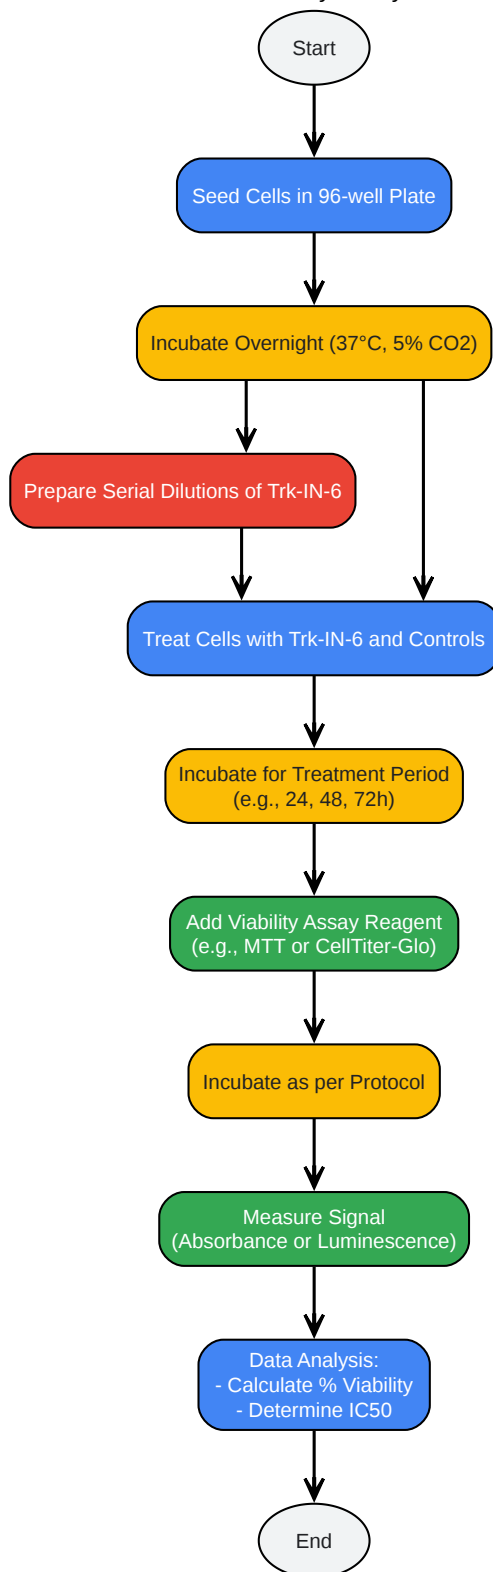 Start
Seed Cells in 96-well Plate
Incubate Overnight (37°C, 5% CO2)
Prepare Serial Dilutions of Trk-IN-6
Treat Cells with Trk-IN-6 and Controls
Incubate for Treatment Period
(e.g., 24, 48, 72h)
Add Viability Assay Reagent
(e.g., MTT or CellTiter-Glo)
Incubate as per Protocol
Measure Signal
(Absorbance or Luminescence)
Data Analysis:
- Calculate % Viability
- Determine IC50
End